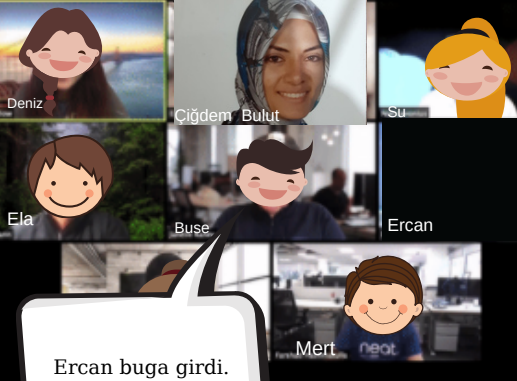 Deniz
Çiğdem Bulut
Su
Ela
Buse
Ercan
Mert
neat.
Ercan buga girdi.